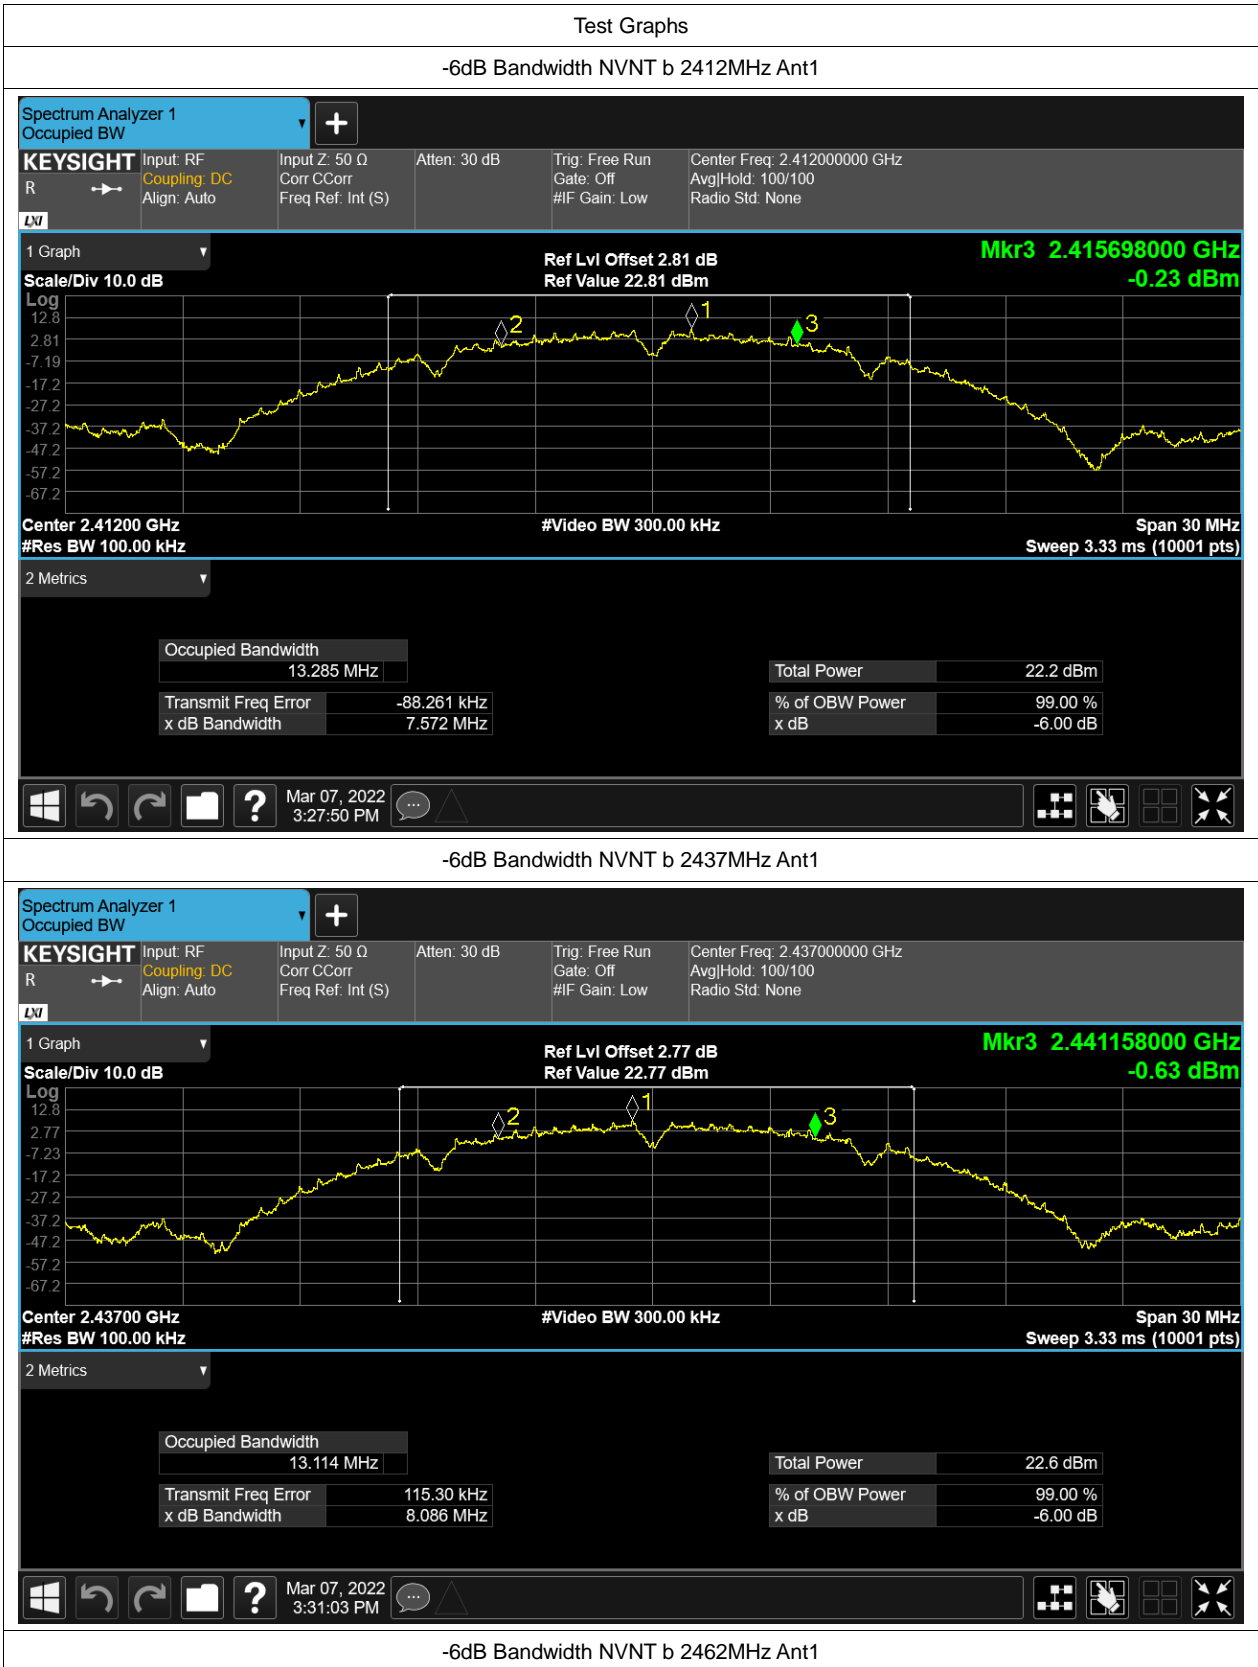 Test Graphs
-6dB Bandwidth NVNT b 2412MHz Ant1
Spectrum Analyzer 1
Occupied BW
KEYSIGHT Input: RF Input Z: 50 Ω Atten: 30 dB Trig: Free Run Center Freq: 2.412000000 GHz
R Coupling: DC Corr CCorr Gate: Off Avg|Hold: 100/100
Align: Auto Freq Ref: Int (S) #IF Gain: Low Radio Std: None
LXI
1 Graph Ref Lvl Offset 2.81 dB Mkr3 2.415698000 GHz
Scale/Div 10.0 dB Ref Value 22.81 dBm -0.23 dBm
Log
12.8
2.81
-7.19
-17.2
-27.2
-37.2
-47.2
-57.2
-67.2
2 1 3
Center 2.41200 GHz #Video BW 300.00 kHz Span 30 MHz
#Res BW 100.00 kHz Sweep 3.33 ms (10001 pts)
2 Metrics
Occupied Bandwidth
13.285 MHz Total Power 22.2 dBm
Transmit Freq Error -88.261 kHz % of OBW Power 99.00 %
x dB Bandwidth 7.572 MHz x dB -6.00 dB
? Mar 07, 2022
3:27:50 PM
-6dB Bandwidth NVNT b 2437MHz Ant1
Spectrum Analyzer 1
Occupied BW
KEYSIGHT Input: RF Input Z: 50 Ω Atten: 30 dB Trig: Free Run Center Freq: 2.437000000 GHz
R Coupling: DC Corr CCorr Gate: Off Avg|Hold: 100/100
Align: Auto Freq Ref: Int (S) #IF Gain: Low Radio Std: None
LXI
1 Graph Ref Lvl Offset 2.77 dB Mkr3 2.441158000 GHz
Scale/Div 10.0 dB Ref Value 22.77 dBm -0.63 dBm
Log
12.8
2.77
-7.23
-17.2
-27.2
-37.2
-47.2
-57.2
-67.2
2 1 3
Center 2.43700 GHz #Video BW 300.00 kHz Span 30 MHz
#Res BW 100.00 kHz Sweep 3.33 ms (10001 pts)
2 Metrics
Occupied Bandwidth
13.114 MHz Total Power 22.6 dBm
Transmit Freq Error 115.30 kHz % of OBW Power 99.00 %
x dB Bandwidth 8.086 MHz x dB -6.00 dB
? Mar 07, 2022
3:31:03 PM
-6dB Bandwidth NVNT b 2462MHz Ant1